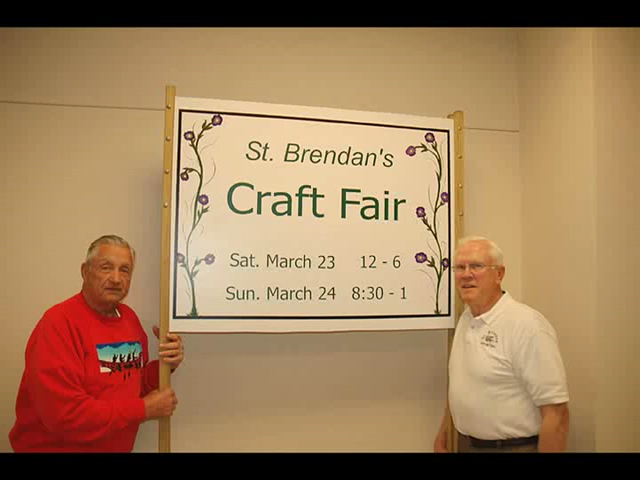 St. Brendan's
Craft Fair
Sat. March 23 12 - 6
Sun. March 24 8:30 - 1